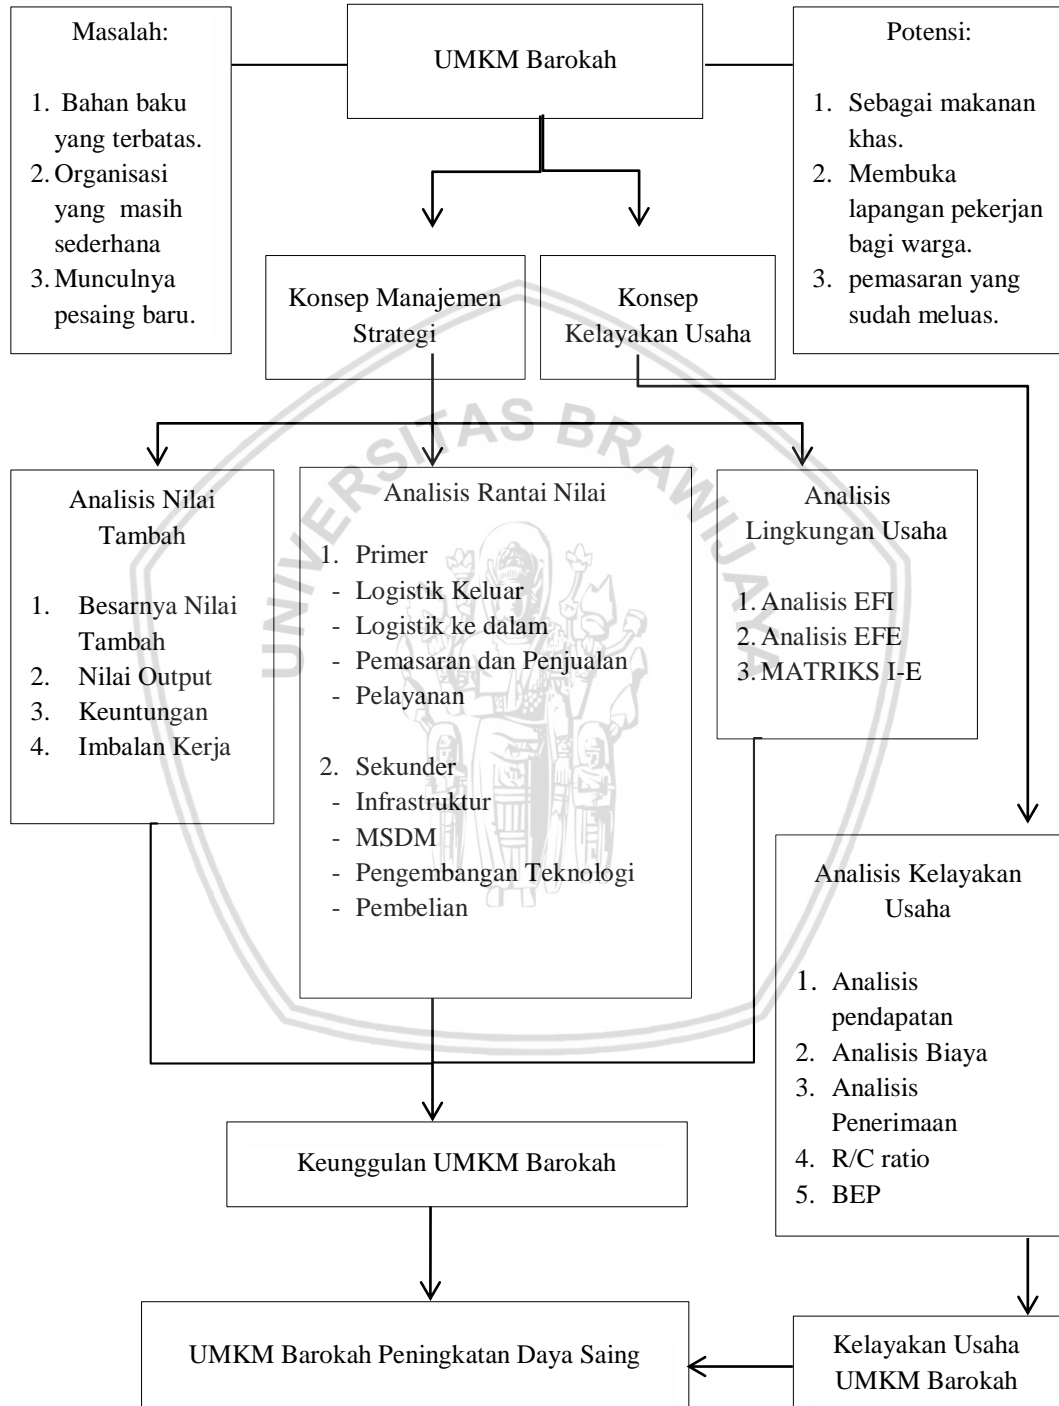 Masalah:
1. Bahan baku
yang terbatas.
2. Organisasi
yang masih
sederhana
3. Munculnya
pesaing baru.
UMKM Barokah
Potensi:
1. Sebagai makanan
khas.
2. Membuka
lapangan pekerjan
bagi warga.
3. pemasaran yang
sudah meluas.
Konsep Manajemen
Strategi
Konsep
Kelayakan Usaha
UNIVERSITAS BRAWIJAYA
Analisis Nilai
Tambah
1. Besarnya Nilai
Tambah
2. Nilai Output
3. Keuntungan
4. Imbalan Kerja
Analisis Rantai Nilai
1. Primer
- Logistik Keluar
- Logistik ke dalam
- Pemasaran dan Penjualan
- Pelayanan
2. Sekunder
- Infrastruktur
- MSDM
- Pengembangan Teknologi
- Pembelian
Analisis
Lingkungan Usaha
1. Analisis EFI
2. Analisis EFE
3. MATRIKS I-E
Analisis Kelayakan
Usaha
1. Analisis
pendapatan
2. Analisis Biaya
3. Analisis
Penerimaan
4. R/C ratio
5. BEP
Keunggulan UMKM Barokah
UMKM Barokah Peningkatan Daya Saing
Kelayakan Usaha
UMKM Barokah